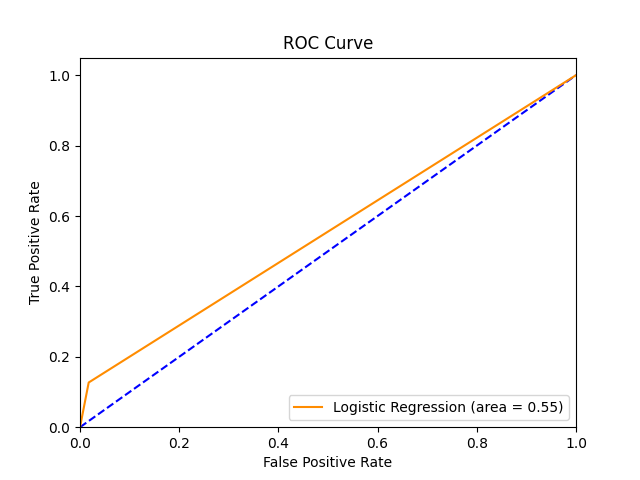 ROC Curve
1.0
0.8
0.6
0.4
0.2
0.0
True Positive Rate
Logistic Regression (area = 0.55)
0.0 0.2 0.4 0.6 0.8 1.0
False Positive Rate